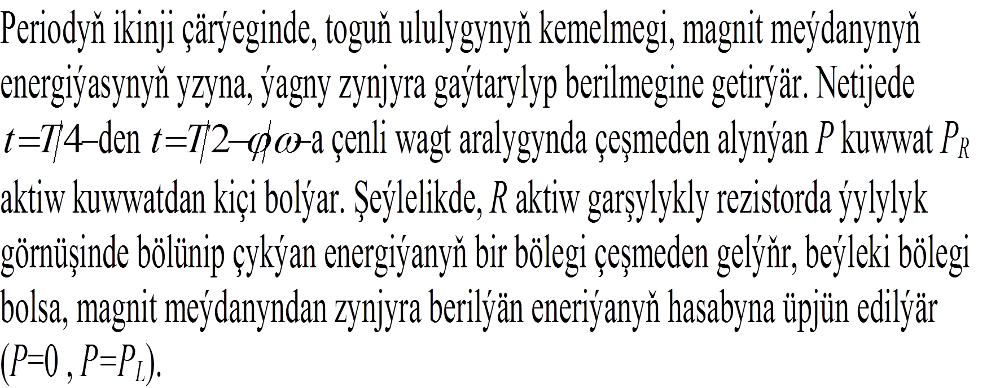 Periodyň ikinji çärýeginde, toguň ululygynyň kemelmegi, magnit meýdanynyň
energiýasynyň yzyna, ýagny zynjyra gaýtarylyp berilmegine getirýär. Netijede
t=T/4–den t=T/2–φ/ω–a çenli wagt aralygynda çeşmeden alynýan P kuwwat P_R
aktiw kuwwatdan kiçi bolýar. Şeýlelikde, R aktiw garşylykly rezistorda ýylylyk
görnüşinde bölünip çykýan energiýanyň bir bölegi çeşmeden gelýňr, beýleki bölegi
bolsa, magnit meýdanyndan zynjyra berilýän eneriýanyň hasabyna üpjün edilýär
(P=0 , P=P_L).